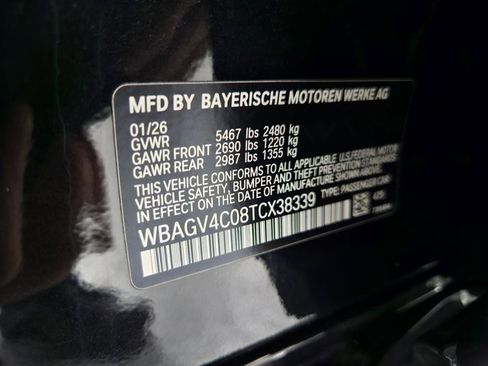 MFD BY BAYERISCHE MOTOREN WERKE AG
01/26
GVWR 5467 lbs 2480 kg
GAWR FRONT 2690 lbs 1220 kg
GAWR REAR 2987 lbs 1355 kg
THIS VEHICLE CONFORMS TO ALL APPLICABLE U.S. FEDERAL MOTOR
VEHICLE SAFETY, BUMPER AND THEFT PREVENTION STANDARDS IN
EFFECT ON THE DATE OF MANUFACTURE SHOWN ABOVE.
WBAGV4C08TCX38339 TYPE: PASSENGER CAR